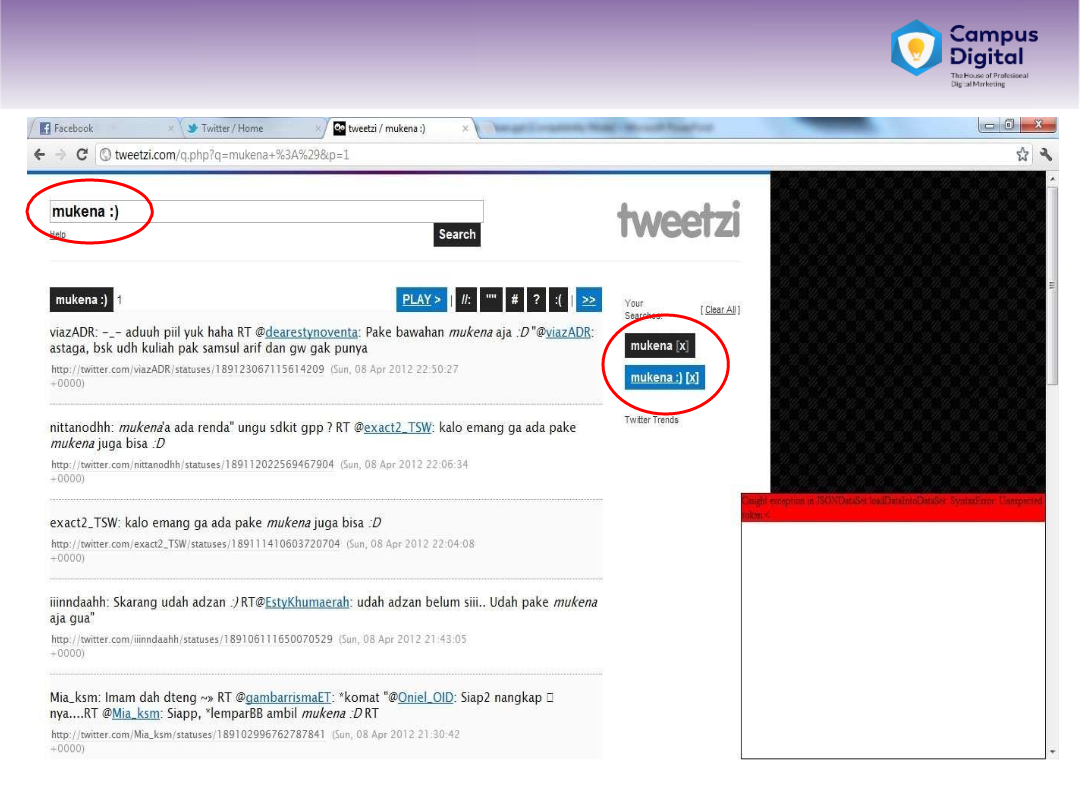 Campus
Digital
The House of Profesional
Digital Marketing
Facebook
Twitter / Home
tweetzi / mukena :)
tweetzi.com/q.php?q=mukena+%3A%29&p=1
mukena :)
Help
Search
tweetzi
mukena :) 1
PLAY > | //: "" # ? :( | >>
viazADR: -_- aduuh piil yuk haha RT @dearestynoventa: Pake bawahan mukena aja :D "@viazADR:
astaga, bsk udh kuliah pak samsul arif dan gw gak punya
http://twitter.com/viazADR/statuses/189123067115614209 (Sun, 08 Apr 2012 22:50:27
+0000)
nittanodhh: mukena'a ada renda" ungu sdkit gpp ? RT @exact2_TSW: kalo emang ga ada pake
mukena juga bisa :D
http://twitter.com/nittanodhh/statuses/189112022569467904 (Sun, 08 Apr 2012 22:06:34
+0000)
exact2_TSW: kalo emang ga ada pake mukena juga bisa :D
http://twitter.com/exact2_TSW/statuses/189111410603720704 (Sun, 08 Apr 2012 22:04:08
+0000)
iiinndaahh: Skarang udah adzan :) RT@EstyKhumaerah: udah adzan belum siii.. Udah pake mukena
aja gua"
http://twitter.com/iiinndaahh/statuses/189106111650070529 (Sun, 08 Apr 2012 21:43:05
+0000)
Mia_ksm: Imam dah dteng ~» RT @gambarrismaET: *komat "@Oniel_OID: Siap2 nangkap
nya....RT @Mia_ksm: Siapp, *lemparBB ambil mukena :D RT
http://twitter.com/Mia_ksm/statuses/189102996762787841 (Sun, 08 Apr 2012 21:30:42
+0000)
Your
Searches:
[ Clear All ]
mukena [x]
mukena :) [x]
Twitter Trends
Caught exception in JSONDataSet.loadDataIntoDataSet: SyntaxError: Unexpected
token <